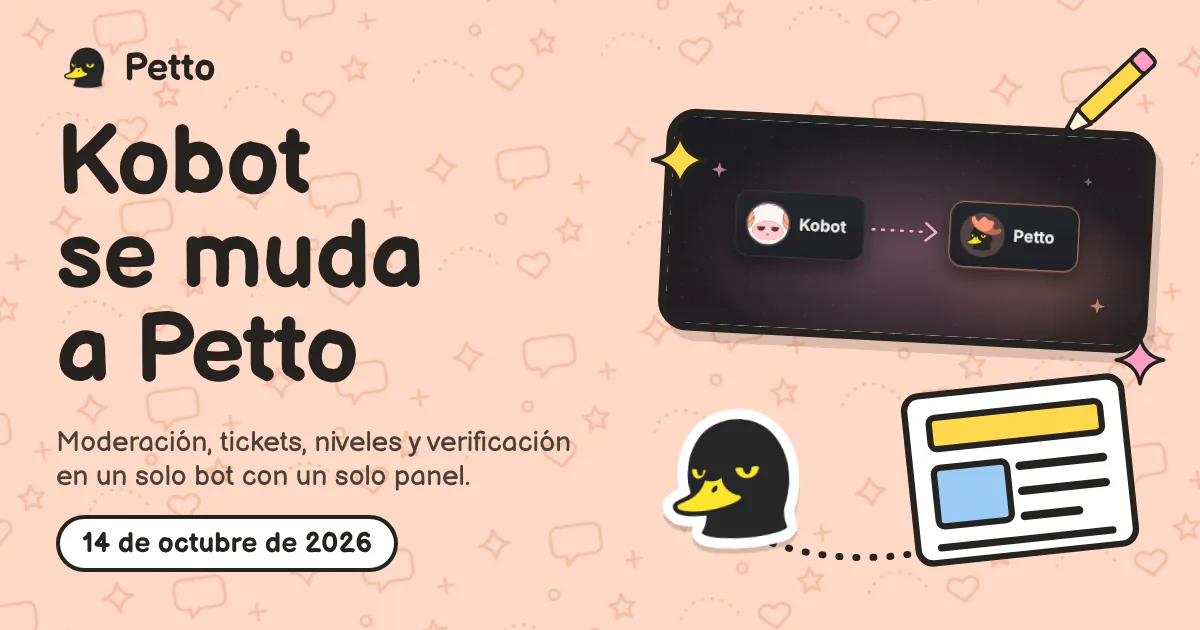 Petto
Kobot
se muda
a Petto
Moderación, tickets, niveles y verificación
en un solo bot con un solo panel.
14 de octubre de 2026
Kobot
Petto